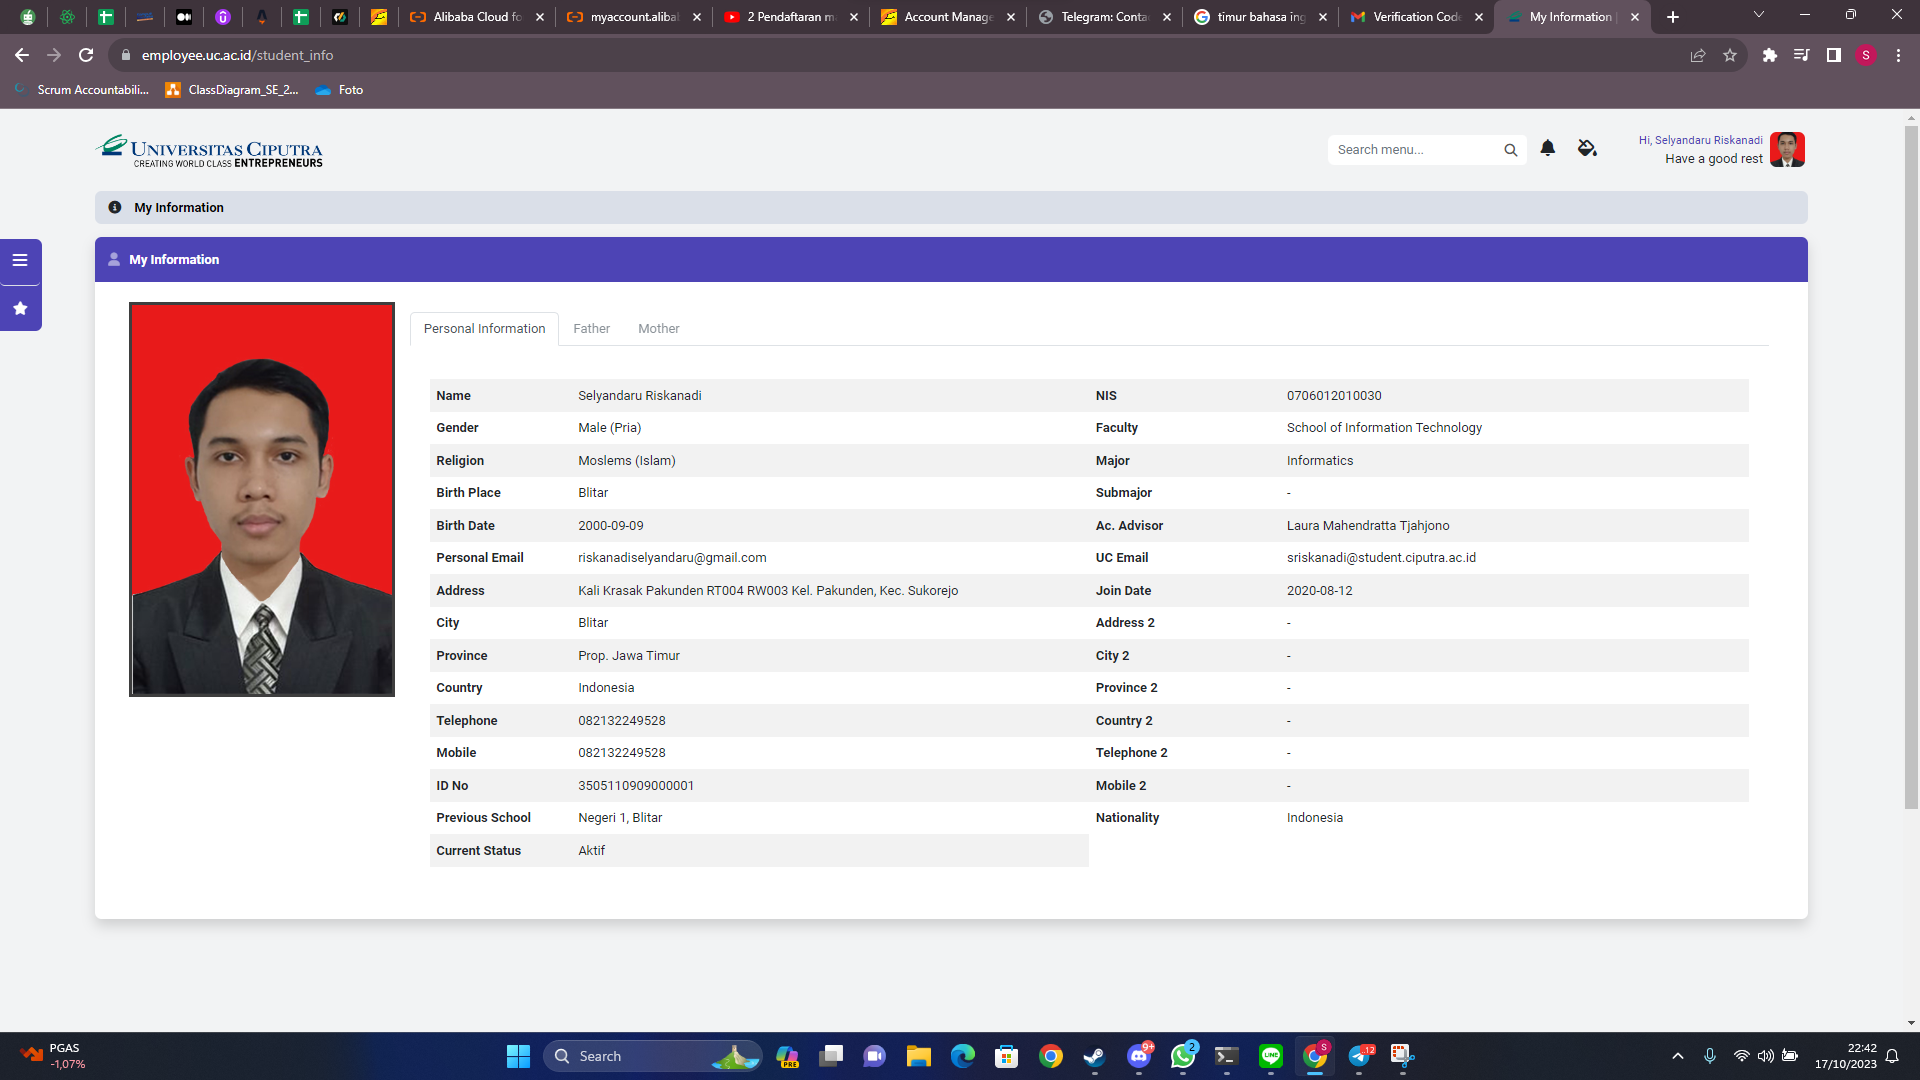 Alibaba Cloud fo
myaccount.alibal
2 Pendaftaran ma
Account Manage
Telegram: Conta
timur bahasa ing
Verification Code
My Information |
employee.uc.ac.id/student_info
S
Scrum Accountabili...
ClassDiagram_SE_2...
Foto
UNIVERSITAS CIPUTRA
CREATING WORLD CLASS ENTREPRENEURS
Search menu...
Hi, Selyandaru Riskanadi
Have a good rest
My Information
My Information
Personal Information Father Mother
Name Selyandaru Riskanadi NIS 0706012010030
Gender Male (Pria) Faculty School of Information Technology
Religion Moslems (Islam) Major Informatics
Birth Place Blitar Submajor -
Birth Date 2000-09-09 Ac. Advisor Laura Mahendratta Tjahjono
Personal Email riskanadiselyandaru@gmail.com UC Email sriskanadi@student.ciputra.ac.id
Address Kali Krasak Pakunden RT004 RW003 Kel. Pakunden, Kec. Sukorejo Join Date 2020-08-12
City Blitar Address 2 -
Province Prop. Jawa Timur City 2 -
Country Indonesia Province 2 -
Telephone 082132249528 Country 2 -
Mobile 082132249528 Telephone 2 -
ID No 3505110909000001 Mobile 2 -
Previous School Negeri 1, Blitar Nationality Indonesia
Current Status Aktif
PGAS
-1,07%
Search
PRE
9+
2
LINE
S
12
22:42
17/10/2023